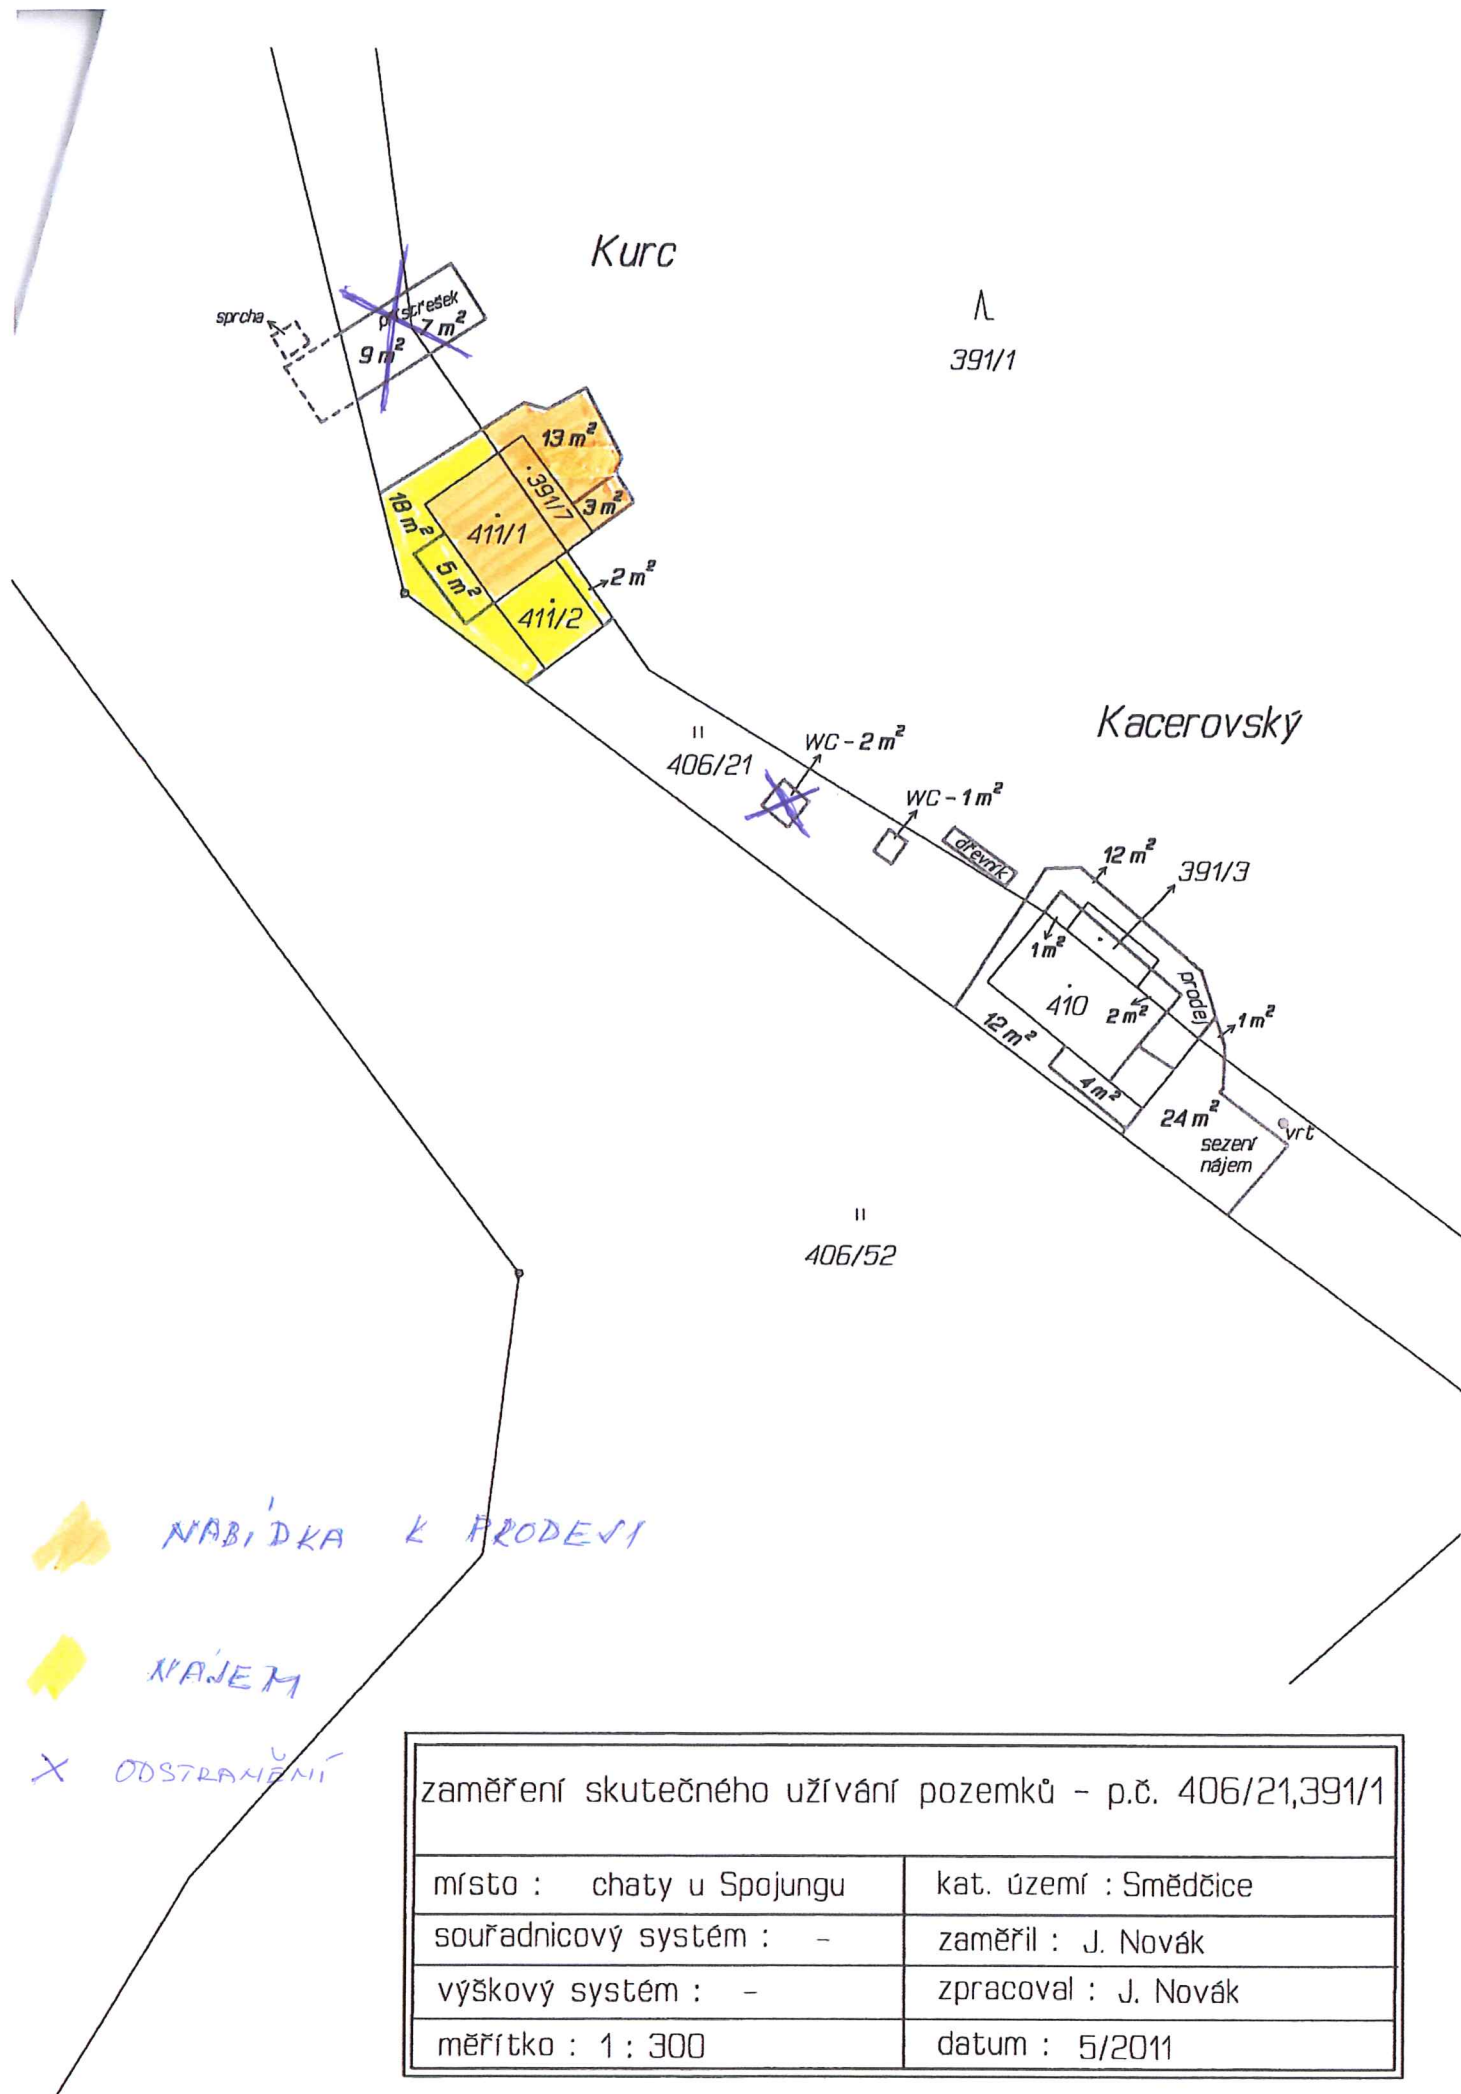 Kurc
sprcha
přístřešek
7 m²
9 m²
391/1
13 m²
391/7
3 m²
18 m²
411/1
5 m²
2 m²
411/2
Kacerovský
406/21
WC - 2 m²
WC - 1 m²
dřevník
12 m²
391/3
1 m²
prodej
410
2 m²
1 m²
12 m²
4 m²
24 m²
vrt
sezení
nájem
406/52
NABÍDKA K PRODEJI
NÁJEM
X ODSTRANĚNÍ
zaměření skutečného užívání pozemků - p.č. 406/21,391/1
místo : chaty u Spojungu
kat. území : Smědčice
souřadnicový systém : -
zaměřil : J. Novák
výškový systém : -
zpracoval : J. Novák
měřítko : 1 : 300
datum : 5/2011